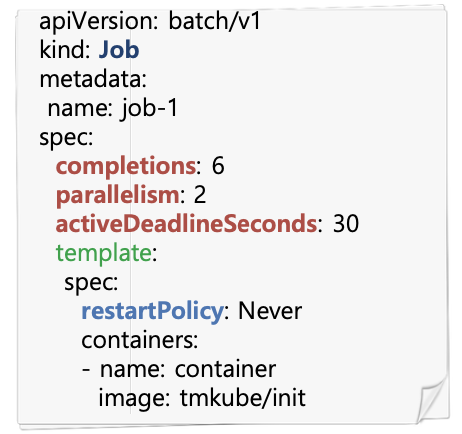 apiVersion: batch/v1
kind: Job
metadata:
 name: job-1
spec:
  completions: 6
  parallelism: 2
  activeDeadlineSeconds: 30
  template:
   spec:
     restartPolicy: Never
     containers:
     - name: container
       image: tmkube/init